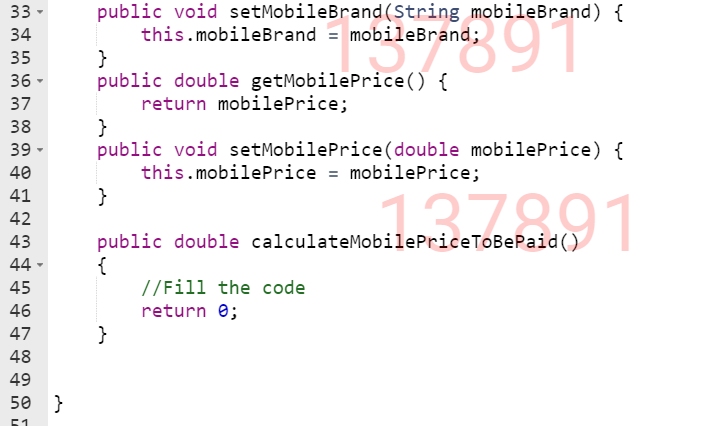 33 public void setMobileBrand(String mobileBrand) {
34 this.mobileBrand = mobileBrand;
137891
35 }
36 public double getMobilePrice() {
37 return mobilePrice;
38 }
39 public void setMobilePrice(double mobilePrice) {
40 this.mobilePrice = mobilePrice;
41 }
42
137891
43 public double calculateMobilePriceToBePaid()
44 {
45 //Fill the code
46 return 0;
47 }
48
49
50 }
51